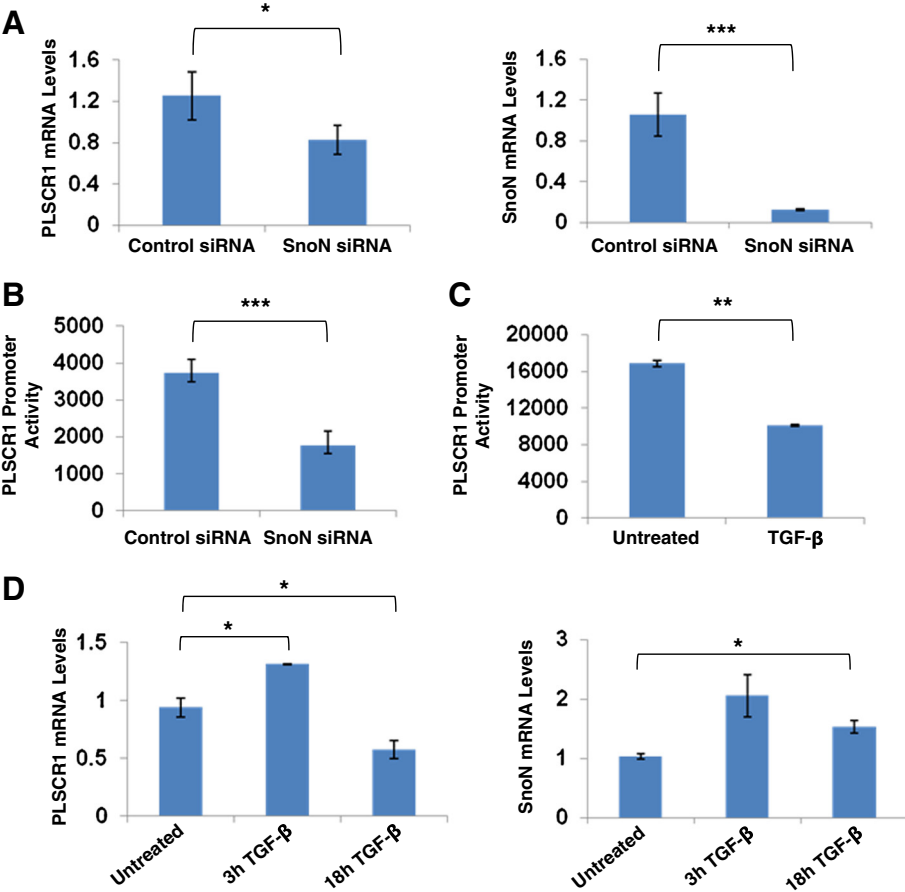 A
*
***
PLSCR1 mRNA Levels
1.6
1.2
0.8
0.4
0
Control siRNA SnoN siRNA
SnoN mRNA Levels
1.6
1.2
0.8
0.4
0
Control siRNA SnoN siRNA
B
***
PLSCR1 Promoter
Activity
5000
4000
3000
2000
1000
0
Control siRNA SnoN siRNA
C
**
PLSCR1 Promoter
Activity
20000
16000
12000
8000
4000
0
Untreated TGF-β
D
*
*
PLSCR1 mRNA Levels
1.5
1
0.5
0
Untreated
3h TGF-β
18h TGF-β
*
SnoN mRNA Levels
3
2
1
0
Untreated
3h TGF-β
18h TGF-β